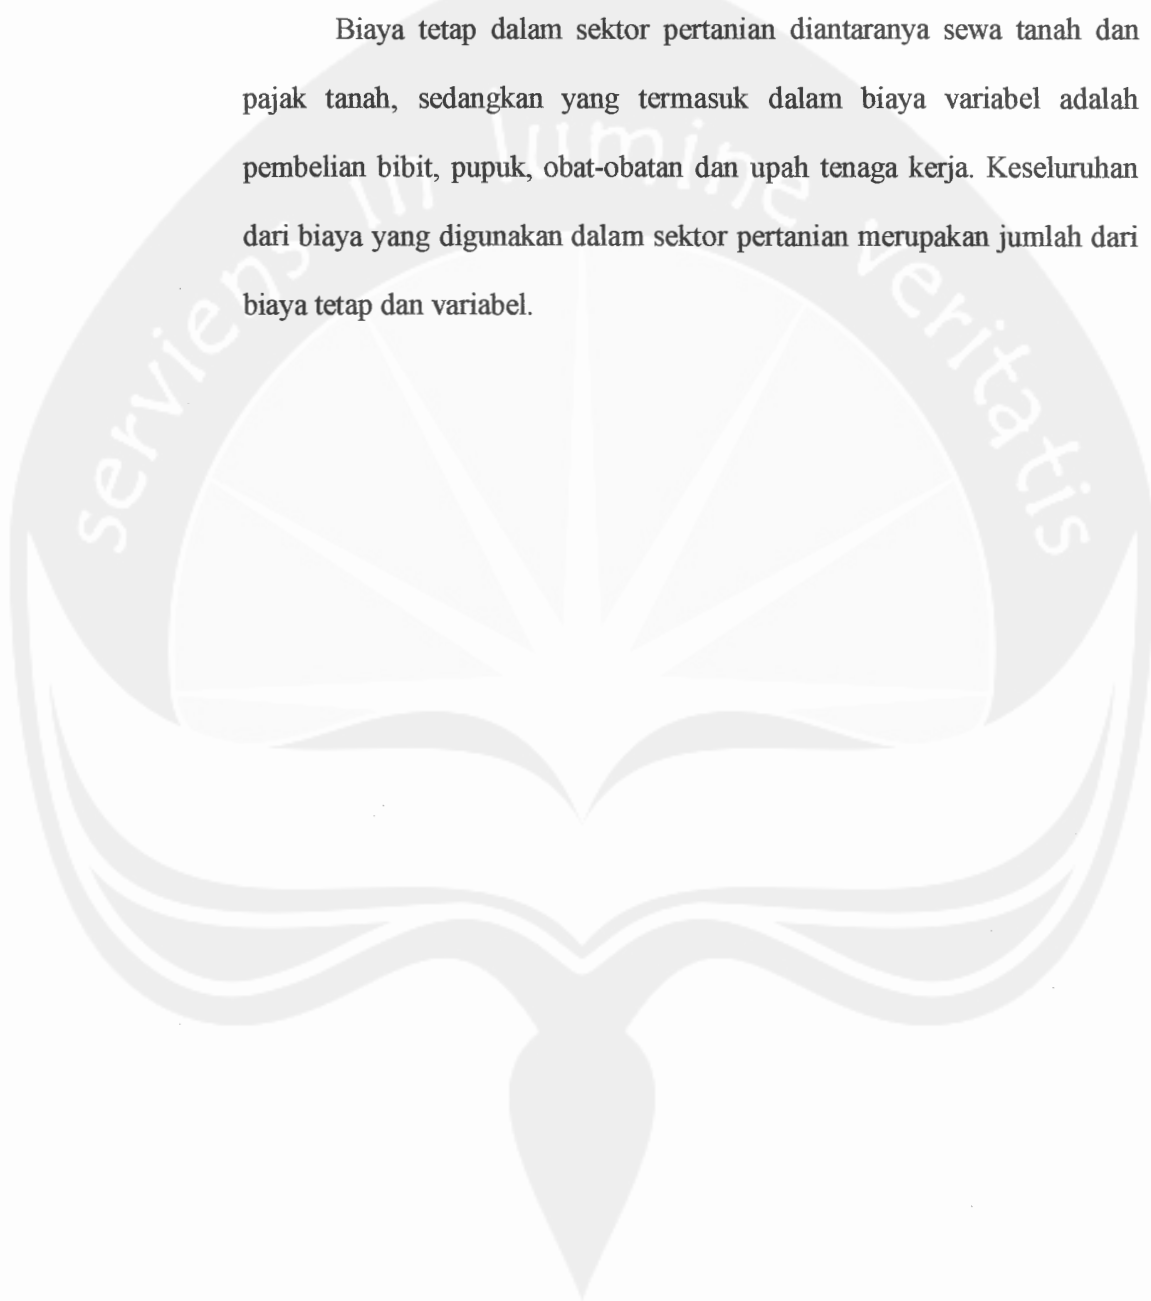 Biaya tetap dalam sektor pertanian diantaranya sewa tanah dan
pajak tanah, sedangkan yang termasuk dalam biaya variabel adalah
pembelian bibit, pupuk, obat-obatan dan upah tenaga kerja. Keseluruhan
dari biaya yang digunakan dalam sektor pertanian merupakan jumlah dari
biaya tetap dan variabel.
serviens in lumine veritatis